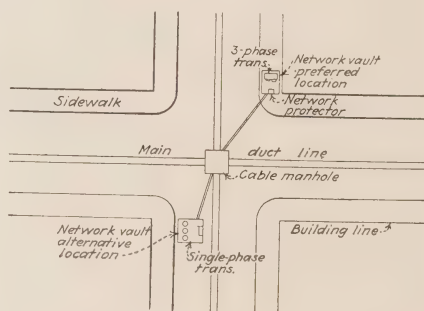 3-phase
trans.
Network vault
preferred
location
Network
protector
Sidewalk
Main duct line
Cable manhole
Network vault
alternative
location
Single-phase
trans.
Building line